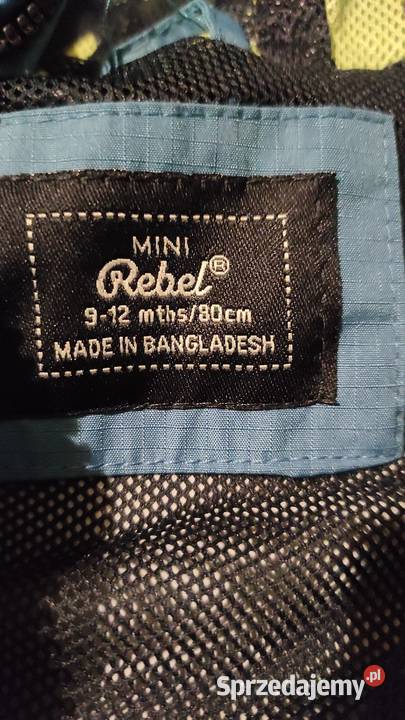 MINI
Rebel®
9-12 mths/80cm
MADE IN BANGLADESH
Sprzedajemy.pl